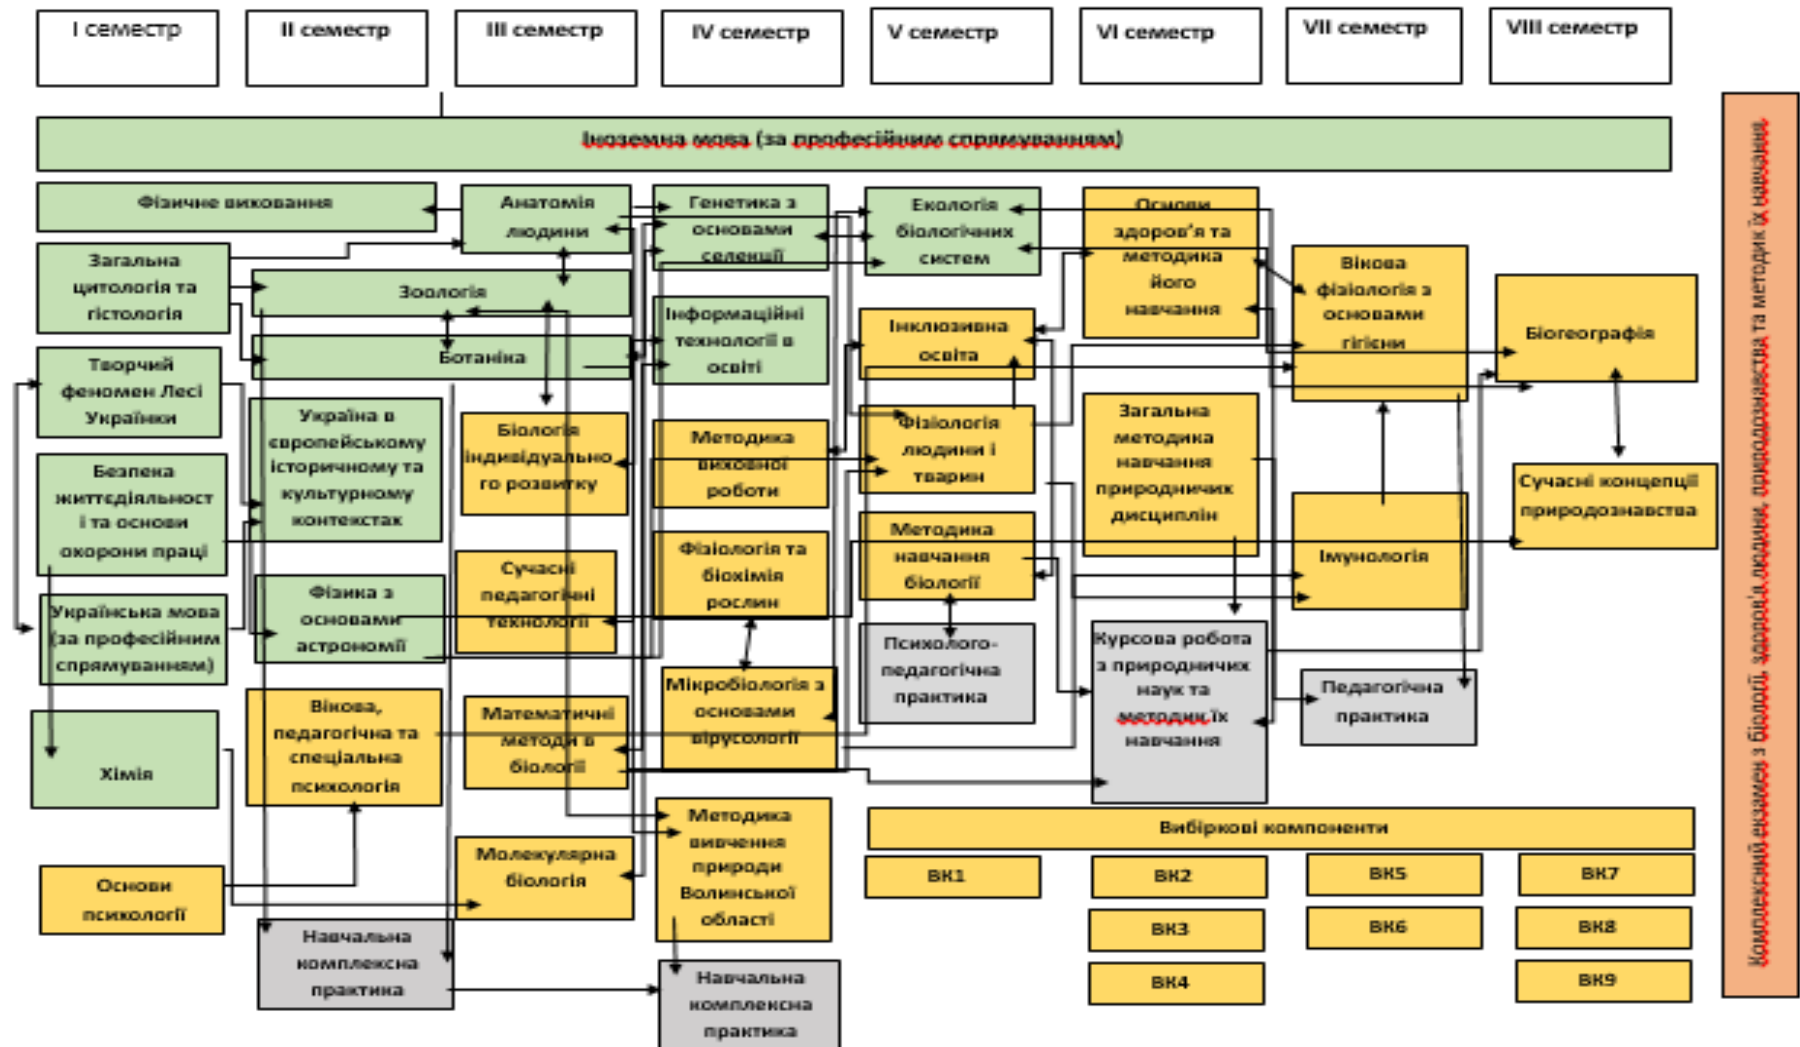 І семестр
ІІ семестр
ІІІ семестр
IV семестр
V семестр
VI семестр
VII семестр
VIII семестр
Іноземна мова (за професійним спрямуванням)
Фізичне виховання
Загальна
цитологія та
гістологія
Творчий
феномен Лесі
Українки
Безпека
життєдіяльност
і та основи
охорони праці
Українська мова
(за професійним
спрямуванням)
Хімія
Основи
психології
Зоологія
Ботаніка
Україна в
європейському
історичному та
культурному
контекстах
Фізика з
основами
астрономії
Вікова,
педагогічна та
спеціальна
психологія
Навчальна
комплексна
практика
Анатомія
людини
Біологія
індивідуально
го розвитку
Сучасні
педагогічні
технології
Математичні
методи в
біології
Молекулярна
біологія
Генетика з
основами
селекції
Інформаційні
технології в
освіті
Методика
виховної
роботи
Фізіологія та
біохімія
рослин
Мікробіологія з
основами
вірусології
Методика
вивчення
природи
Волинської
області
Навчальна
комплексна
практика
Екологія
біологічних
систем
Інклюзивна
освіта
Фізіологія
людини і
тварин
Методика
навчання
біології
Психолого-
педагогічна
практика
Основи
здоров'я та
методика
його
навчання
Загальна
методика
навчання
природничих
дисциплін
Курсова робота
з природничих
наук та
методик їх
навчання
Вікова
фізіологія з
основами
гігієни
Імунологія
Педагогічна
практика
Біогеографія
Сучасні концепції
природознавства
Вибіркові компоненти
ВК1
ВК2
ВК3
ВК4
ВК5
ВК6
ВК7
ВК8
ВК9
Комплексний екзамен з біології, здоров'я людини, природознавства та методик їх навчання